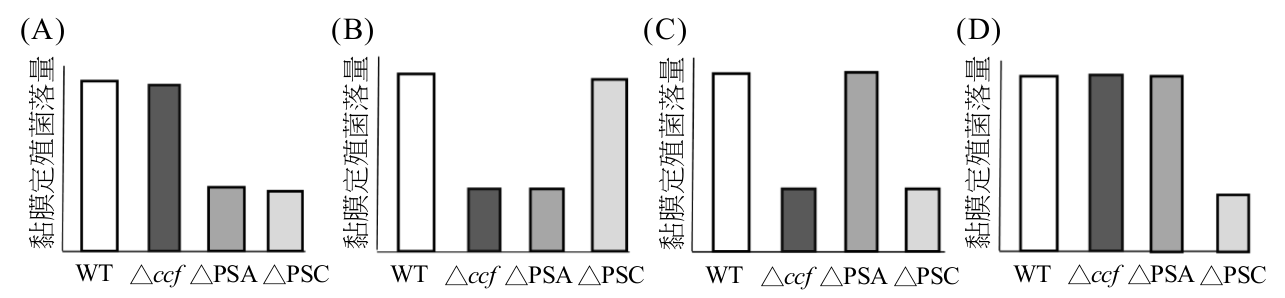 (A) (B) (C) (D)
黏膜定殖菌落量 黏膜定殖菌落量 黏膜定殖菌落量 黏膜定殖菌落量
WT △ccf △PSA △PSC WT △ccf △PSA △PSC WT △ccf △PSA △PSC WT △ccf △PSA △PSC